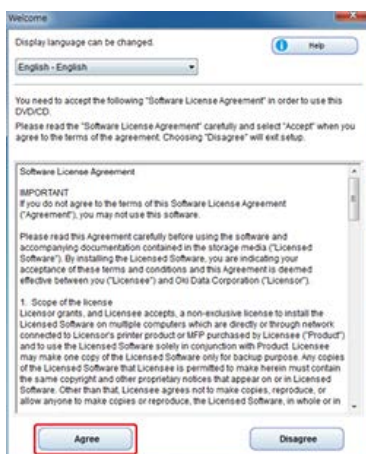 Welcome
Display language can be changed.
Help
English - English
You need to accept the following "Software License Agreement" in order to use this
DVD/CD.
Please read the "Software License Agreement" carefully and select "Accept" when you
agree to the terms of the agreement. Choosing "Disagree" will exit setup.
Software License Agreement
IMPORTANT
If you do not agree to the terms of this Software License Agreement
("Agreement"), you may not use this software.
Please read this Agreement carefully before using the software and
accompanying documentation contained in the storage media ("Licensed
Software"). By installing the Licensed Software, you are indicating your
acceptance of these terms and conditions and this Agreement is deemed
effective between you ("Licensee") and Oki Data Corporation ("Licensor").
1. Scope of the license
Licensor grants, and Licensee accepts, a non-exclusive license to install the
Licensed Software on multiple computers which are directly or through network
connected to Licensor's printer product or MFP purchased by Licensee ("Product")
and to use the Licensed Software solely in conjunction with Product. Licensee
may make one copy of the Licensed Software only for backup purpose. Any copies
of the Licensed Software that Licensee is permitted to make herein must contain
the same copyright and other proprietary notices that appear on or in Licensed
Software. Other than that, Licensee agrees not to make copies, reproduce, or
allow anyone to make copies or reproduce, the Licensed Software, in whole or in
Agree
Disagree